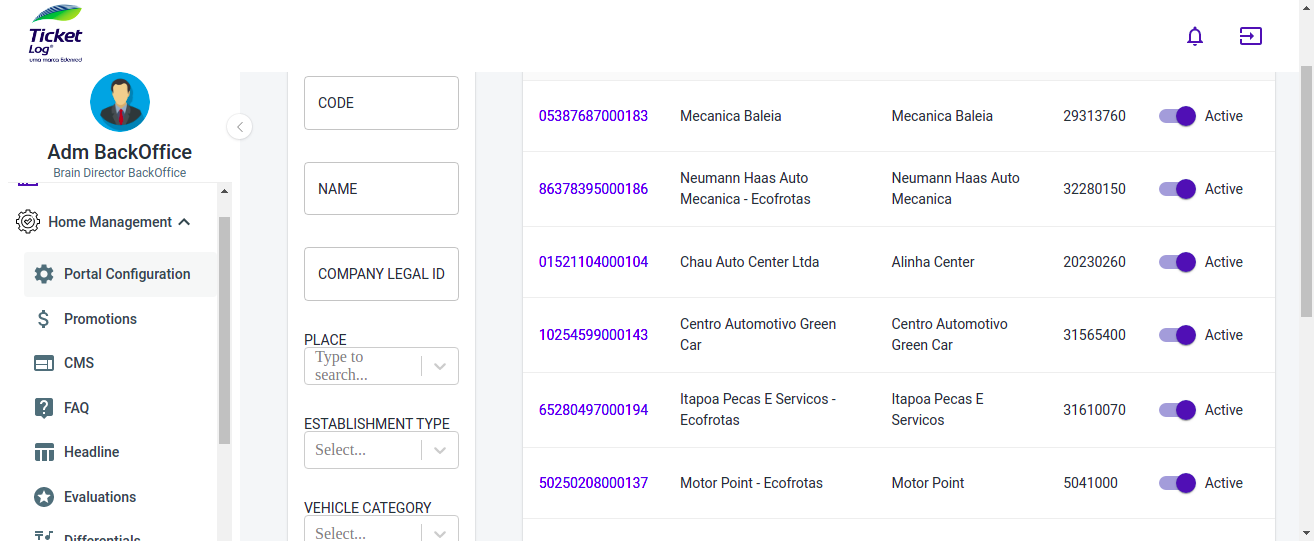 Ticket
Log
uma marca Edenred
Adm BackOffice
Brain Director BackOffice
Home Management
Portal Configuration
Promotions
CMS
FAQ
Headline
Evaluations
Differentials
CODE
NAME
COMPANY LEGAL ID
PLACE
Type to
search...
ESTABLISHMENT TYPE
Select...
VEHICLE CATEGORY
Select...
05387687000183 Mecanica Baleia Mecanica Baleia 29313760 Active
86378395000186 Neumann Haas Auto Neumann Haas Auto 32280150 Active
Mecanica - Ecofrotas Mecanica
01521104000104 Chau Auto Center Ltda Alinha Center 20230260 Active
10254599000143 Centro Automotivo Green Centro Automotivo 31565400 Active
Car Green Car
65280497000194 Itapoa Pecas E Servicos - Itapoa Pecas E 31610070 Active
Ecofrotas Servicos
50250208000137 Motor Point - Ecofrotas Motor Point 5041000 Active